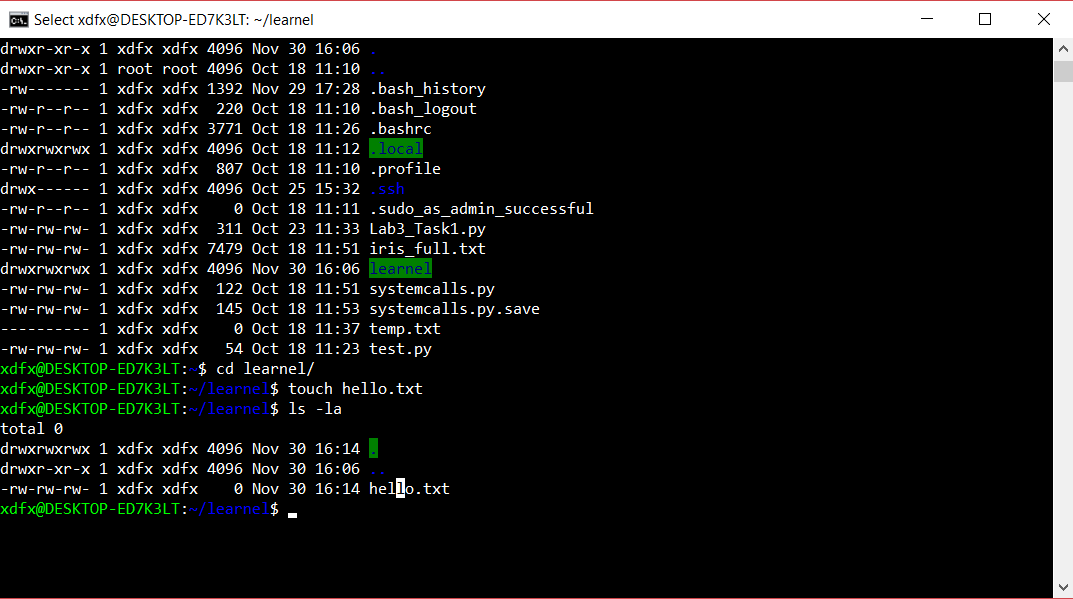 Select xdfx@DESKTOP-ED7K3LT: ~/learnel
drwxr-xr-x 1 xdfx xdfx 4096 Nov 30 16:06 .
drwxr-xr-x 1 root root 4096 Oct 18 11:10 ..
-rw------- 1 xdfx xdfx 1392 Nov 29 17:28 .bash_history
-rw-r--r-- 1 xdfx xdfx  220 Oct 18 11:10 .bash_logout
-rw-r--r-- 1 xdfx xdfx 3771 Oct 18 11:26 .bashrc
drwxrwxrwx 1 xdfx xdfx 4096 Oct 18 11:12 .local
-rw-r--r-- 1 xdfx xdfx  807 Oct 18 11:10 .profile
drwx------ 1 xdfx xdfx 4096 Oct 25 15:32 .ssh
-rw-r--r-- 1 xdfx xdfx    0 Oct 18 11:11 .sudo_as_admin_successful
-rw-rw-rw- 1 xdfx xdfx  311 Oct 23 11:33 Lab3_Task1.py
-rw-rw-rw- 1 xdfx xdfx 7479 Oct 18 11:51 iris_full.txt
drwxrwxrwx 1 xdfx xdfx 4096 Nov 30 16:06 learnel
-rw-rw-rw- 1 xdfx xdfx  122 Oct 18 11:51 systemcalls.py
-rw-rw-rw- 1 xdfx xdfx  145 Oct 18 11:53 systemcalls.py.save
---------- 1 xdfx xdfx    0 Oct 18 11:37 temp.txt
-rw-rw-rw- 1 xdfx xdfx   54 Oct 18 11:23 test.py
xdfx@DESKTOP-ED7K3LT:~$ cd learnel/
xdfx@DESKTOP-ED7K3LT:~/learnel$ touch hello.txt
xdfx@DESKTOP-ED7K3LT:~/learnel$ ls -la
total 0
drwxrwxrwx 1 xdfx xdfx 4096 Nov 30 16:14 .
drwxr-xr-x 1 xdfx xdfx 4096 Nov 30 16:06 ..
-rw-rw-rw- 1 xdfx xdfx    0 Nov 30 16:14 hello.txt
xdfx@DESKTOP-ED7K3LT:~/learnel$